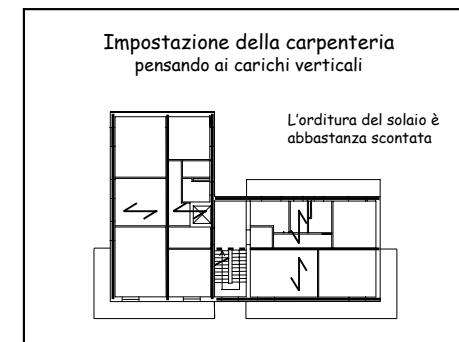 Impostazione della carpenteria
pensando ai carichi verticali
L'orditura del solaio è
abbastanza scontata